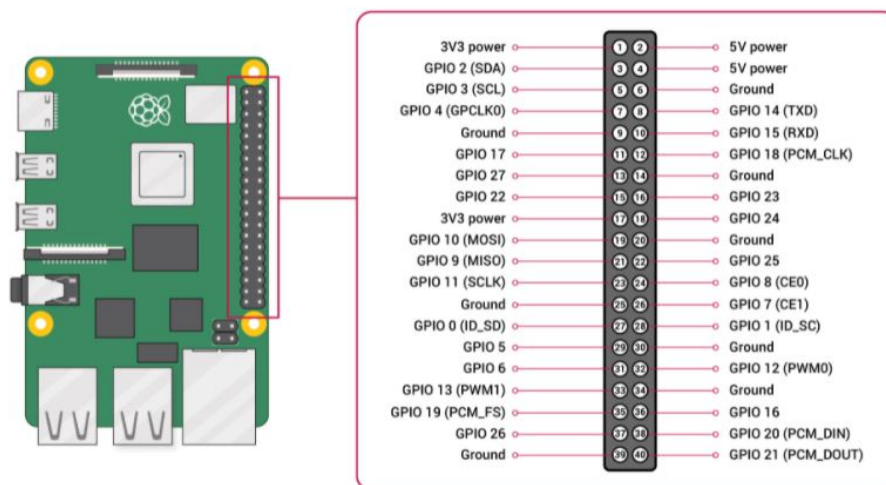 3V3 power 1 2 5V power
GPIO 2 (SDA) 3 4 5V power
GPIO 3 (SCL) 5 6 Ground
GPIO 4 (GPCLK0) 7 8 GPIO 14 (TXD)
Ground 9 10 GPIO 15 (RXD)
GPIO 17 11 12 GPIO 18 (PCM_CLK)
GPIO 27 13 14 Ground
GPIO 22 15 16 GPIO 23
3V3 power 17 18 GPIO 24
GPIO 10 (MOSI) 19 20 Ground
GPIO 9 (MISO) 21 22 GPIO 25
GPIO 11 (SCLK) 23 24 GPIO 8 (CE0)
Ground 25 26 GPIO 7 (CE1)
GPIO 0 (ID_SD) 27 28 GPIO 1 (ID_SC)
GPIO 5 29 30 Ground
GPIO 6 31 32 GPIO 12 (PWM0)
GPIO 13 (PWM1) 33 34 Ground
GPIO 19 (PCM_FS) 35 36 GPIO 16
GPIO 26 37 38 GPIO 20 (PCM_DIN)
Ground 39 40 GPIO 21 (PCM_DOUT)